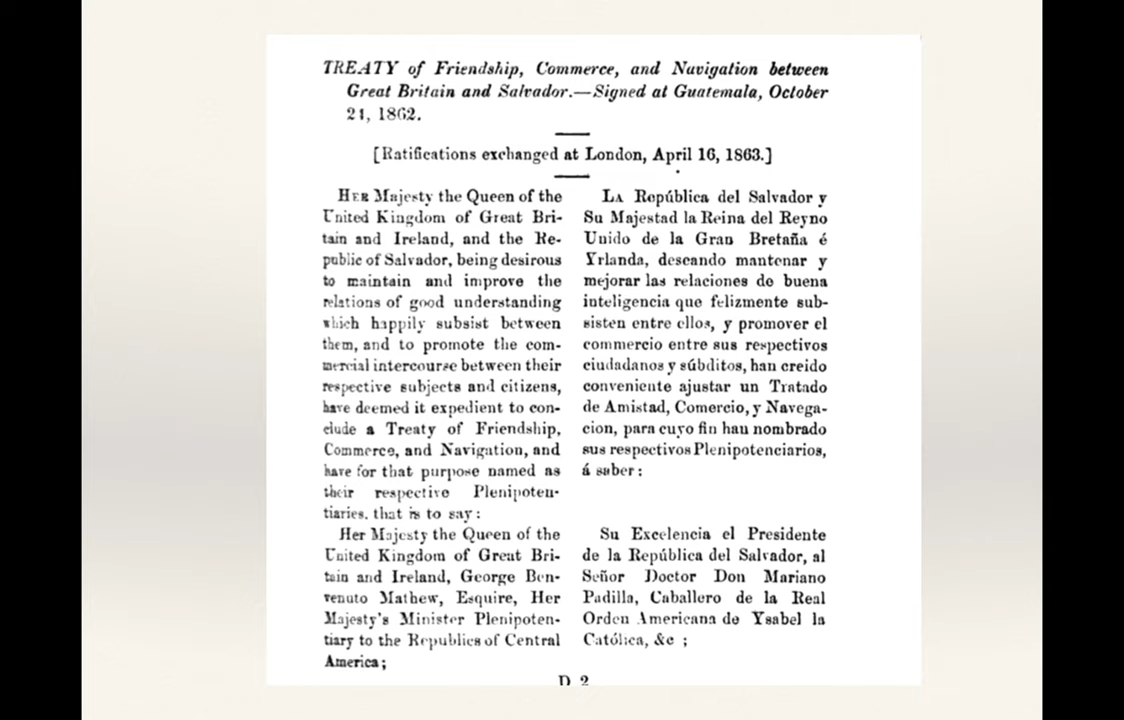 TREATY of Friendship, Commerce, and Navigation between
Great Britain and Salvador.—Signed at Guatemala, October
24, 1862.
[Ratifications exchanged at London, April 16, 1863.]
HER Majesty the Queen of the
United Kingdom of Great Bri-
tain and Ireland, and the Re-
public of Salvador, being desirous
to maintain and improve the
relations of good understanding
which happily subsist between
them, and to promote the com-
mercial intercourse between their
respective subjects and citizens,
have deemed it expedient to con-
clude a Treaty of Friendship,
Commerce, and Navigation, and
have for that purpose named as
their respective Plenipoten-
tiaries, that is to say:
Her Majesty the Queen of the
United Kingdom of Great Bri-
tain and Ireland, George Ben-
venuto Mathew, Esquire, Her
Majesty's Minister Plenipoten-
tiary to the Republics of Central
America;
LA República del Salvador y
Su Majestad la Reina del Reyno
Unido de la Gran Bretaña é
Yrlanda, deseando mantenar y
mejorar las relaciones de buena
inteligencia que felizmente sub-
sisten entre ellos, y promover el
commercio entre sus respectivos
ciudadanos y súbditos, han creido
conveniente ajustar un Tratado
de Amistad, Comercio, y Navega-
cion, para cuyo fin han nombrado
sus respectivos Plenipotenciarios,
á saber:
Su Excelencia el Presidente
de la República del Salvador, al
Señor Doctor Don Mariano
Padilla, Caballero de la Real
Orden Americana de Ysabel la
Católica, &c ;
D 2